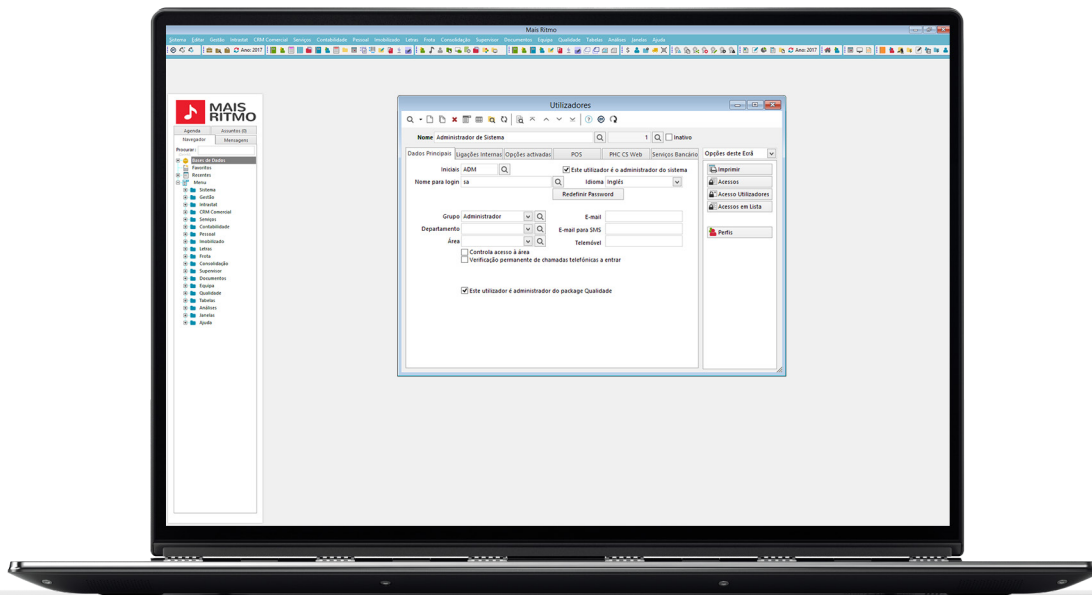 Mais Ritmo
Sistema Editar Gestão Intrastat CRM Comercial Serviços Contabilidade Pessoal Imobilizado Letras Frota Consolidação Supervisor Documentos Equipa Qualidade Tabelas Análises Janelas Ajuda
Ano: 2017 Ano: 2017
MAIS
RITMO
Agenda Assuntos (0)
Navegador Mensagens
Procurar:
Bases de Dados
Favoritos
Recentes
Menu
Sistema
Gestão
Intrastat
CRM Comercial
Serviços
Contabilidade
Pessoal
Imobilizado
Letras
Frota
Consolidação
Supervisor
Documentos
Equipa
Qualidade
Tabelas
Análises
Janelas
Ajuda
Utilizadores
Nome Administrador de Sistema 1 Inativo
Dados Principais Ligações Internas Opções activadas POS PHC CS Web Serviços Bancário
Iniciais ADM Este utilizador é o administrador do sistema
Nome para login sa Idioma Inglês
Redefinir Password
Grupo Administrador E-mail
Departamento E-mail para SMS
Área Telemóvel
Controla acesso à área
Verificação permanente de chamadas telefónicas a entrar
Este utilizador é administrador do package Qualidade
Opções deste Ecrã
Imprimir
Acessos
Acesso Utilizadores
Acessos em Lista
Perfis